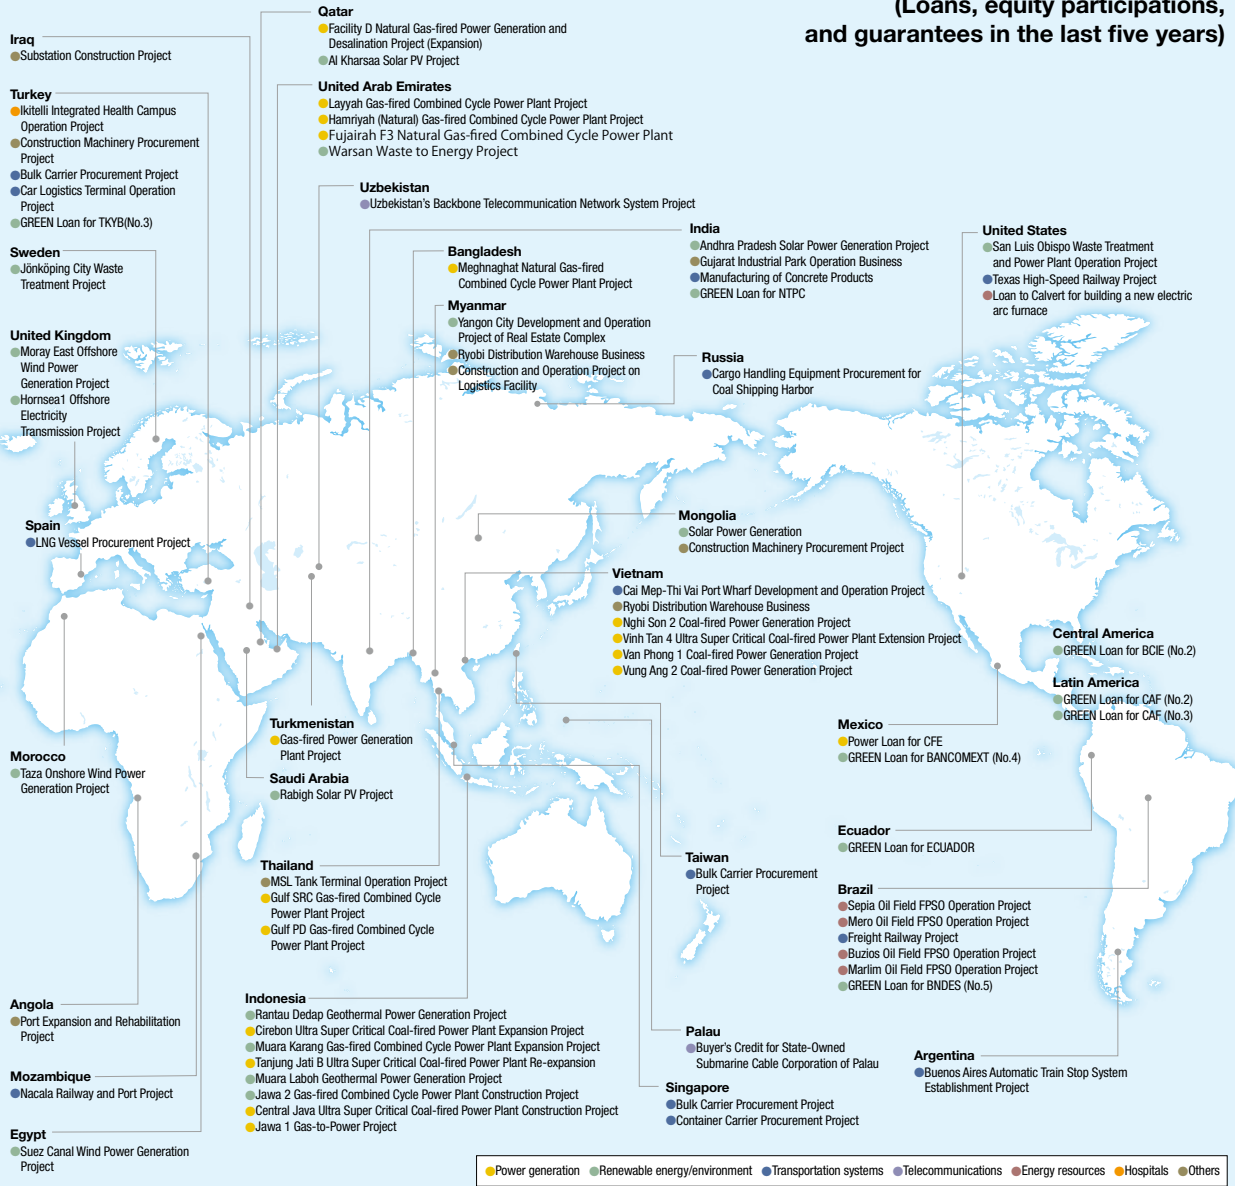 (Loans, equity participations,
and guarantees in the last five years)
Qatar
Facility D Natural Gas-fired Power Generation and
Desalination Project (Expansion)
Al Kharsaa Solar PV Project
Iraq
Substation Construction Project
United Arab Emirates
Layyah Gas-fired Combined Cycle Power Plant Project
Hamriyah (Natural) Gas-fired Combined Cycle Power Plant Project
Fujairah F3 Natural Gas-fired Combined Cycle Power Plant
Warsan Waste to Energy Project
Turkey
Ikitelli Integrated Health Campus
Operation Project
Construction Machinery Procurement
Project
Bulk Carrier Procurement Project
Car Logistics Terminal Operation
Project
GREEN Loan for TKYB(No.3)
Uzbekistan
Uzbekistan's Backbone Telecommunication Network System Project
Sweden
Jönköping City Waste
Treatment Project
Bangladesh
Meghnaghat Natural Gas-fired
Combined Cycle Power Plant Project
India
Andhra Pradesh Solar Power Generation Project
Gujarat Industrial Park Operation Business
Manufacturing of Concrete Products
GREEN Loan for NTPC
United States
San Luis Obispo Waste Treatment
and Power Plant Operation Project
Texas High-Speed Railway Project
Loan to Calvert for building a new electric
arc furnace
Myanmar
Yangon City Development and Operation
Project of Real Estate Complex
Ryobi Distribution Warehouse Business
Construction and Operation Project on
Logistics Facility
United Kingdom
Moray East Offshore
Wind Power
Generation Project
Hornsea1 Offshore
Electricity
Transmission Project
Russia
Cargo Handling Equipment Procurement for
Coal Shipping Harbor
Spain
LNG Vessel Procurement Project
Mongolia
Solar Power Generation
Construction Machinery Procurement Project
Vietnam
Cai Mep-Thi Vai Port Wharf Development and Operation Project
Ryobi Distribution Warehouse Business
Nghi Son 2 Coal-fired Power Generation Project
Vinh Tan 4 Ultra Super Critical Coal-fired Power Plant Extension Project
Van Phong 1 Coal-fired Power Generation Project
Vung Ang 2 Coal-fired Power Generation Project
Central America
GREEN Loan for BCIE (No.2)
Latin America
GREEN Loan for CAF (No.2)
GREEN Loan for CAF (No.3)
Turkmenistan
Gas-fired Power Generation
Plant Project
Mexico
Power Loan for CFE
GREEN Loan for BANCOMEXT (No.4)
Morocco
Taza Onshore Wind Power
Generation Project
Saudi Arabia
Rabigh Solar PV Project
Ecuador
GREEN Loan for ECUADOR
Thailand
MSL Tank Terminal Operation Project
Gulf SRC Gas-fired Combined Cycle
Power Plant Project
Gulf PD Gas-fired Combined Cycle
Power Plant Project
Taiwan
Bulk Carrier Procurement
Project
Brazil
Sepia Oil Field FPSO Operation Project
Mero Oil Field FPSO Operation Project
Freight Railway Project
Buzios Oil Field FPSO Operation Project
Marlim Oil Field FPSO Operation Project
GREEN Loan for BNDES (No.5)
Angola
Port Expansion and Rehabilitation
Project
Indonesia
Rantau Dedap Geothermal Power Generation Project
Cirebon Ultra Super Critical Coal-fired Power Plant Expansion Project
Muara Karang Gas-fired Combined Cycle Power Plant Expansion Project
Tanjung Jati B Ultra Super Critical Coal-fired Power Plant Re-expansion
Muara Laboh Geothermal Power Generation Project
Jawa 2 Gas-fired Combined Cycle Power Plant Construction Project
Central Java Ultra Super Critical Coal-fired Power Plant Construction Project
Jawa 1 Gas-to-Power Project
Palau
Buyer's Credit for State-Owned
Submarine Cable Corporation of Palau
Argentina
Buenos Aires Automatic Train Stop System
Establishment Project
Mozambique
Nacala Railway and Port Project
Singapore
Bulk Carrier Procurement Project
Container Carrier Procurement Project
Egypt
Suez Canal Wind Power Generation
Project
Power generation Renewable energy/environment Transportation systems Telecommunications Energy resources Hospitals Others